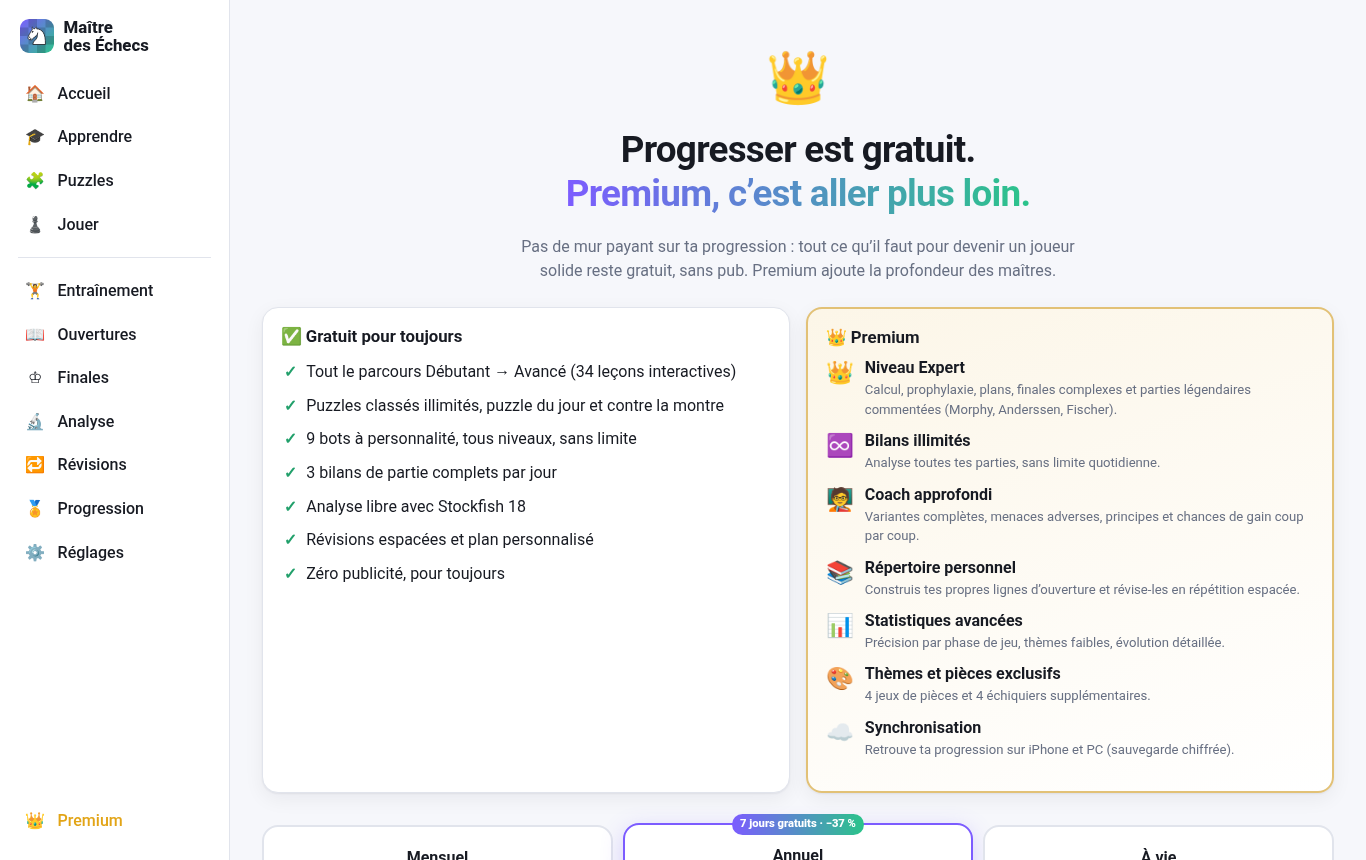 Maître
des Échecs
Accueil
Apprendre
Puzzles
Jouer
Entraînement
Ouvertures
Finales
Analyse
Révisions
Progression
Réglages
Premium
Progresser est gratuit.
Premium, c’est aller plus loin.
Pas de mur payant sur ta progression : tout ce qu’il faut pour devenir un joueur
solide reste gratuit, sans pub. Premium ajoute la profondeur des maîtres.
✅ Gratuit pour toujours
✓ Tout le parcours Débutant → Avancé (34 leçons interactives)
✓ Puzzles classés illimités, puzzle du jour et contre la montre
✓ 9 bots à personnalité, tous niveaux, sans limite
✓ 3 bilans de partie complets par jour
✓ Analyse libre avec Stockfish 18
✓ Révisions espacées et plan personnalisé
✓ Zéro publicité, pour toujours
👑 Premium
Niveau Expert
Calcul, prophylaxie, plans, finales complexes et parties légendaires
commentées (Morphy, Anderssen, Fischer).
Bilans illimités
Analyse toutes tes parties, sans limite quotidienne.
Coach approfondi
Variantes complètes, menaces adverses, principes et chances de gain coup
par coup.
Répertoire personnel
Construis tes propres lignes d’ouverture et révise-les en répétition espacée.
Statistiques avancées
Précision par phase de jeu, thèmes faibles, évolution détaillée.
Thèmes et pièces exclusifs
4 jeux de pièces et 4 échiquiers supplémentaires.
Synchronisation
Retrouve ta progression sur iPhone et PC (sauvegarde chiffrée).
7 jours gratuits · −37 %
Mensuel
Annuel
À vie